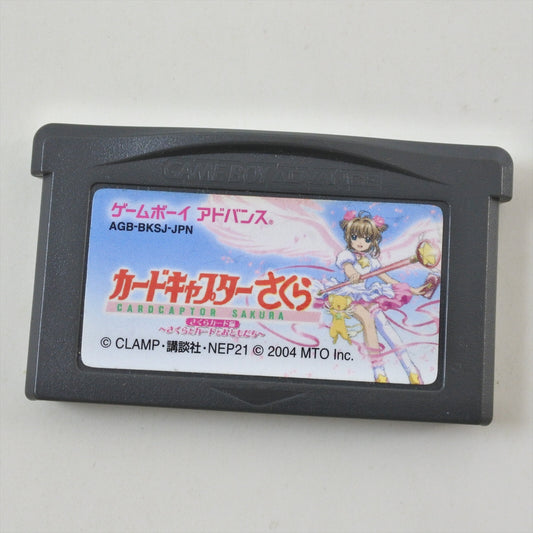 GAME BOY ADVANCE
ゲームボーイ アドバンス®
AGB-BKSJ-JPN
カードキャプターさくら
CARDCAPTOR SAKURA
さくらカード編
～さくらとカードとおともだち～
© CLAMP・講談社・NEP21 © 2004 MTO Inc.